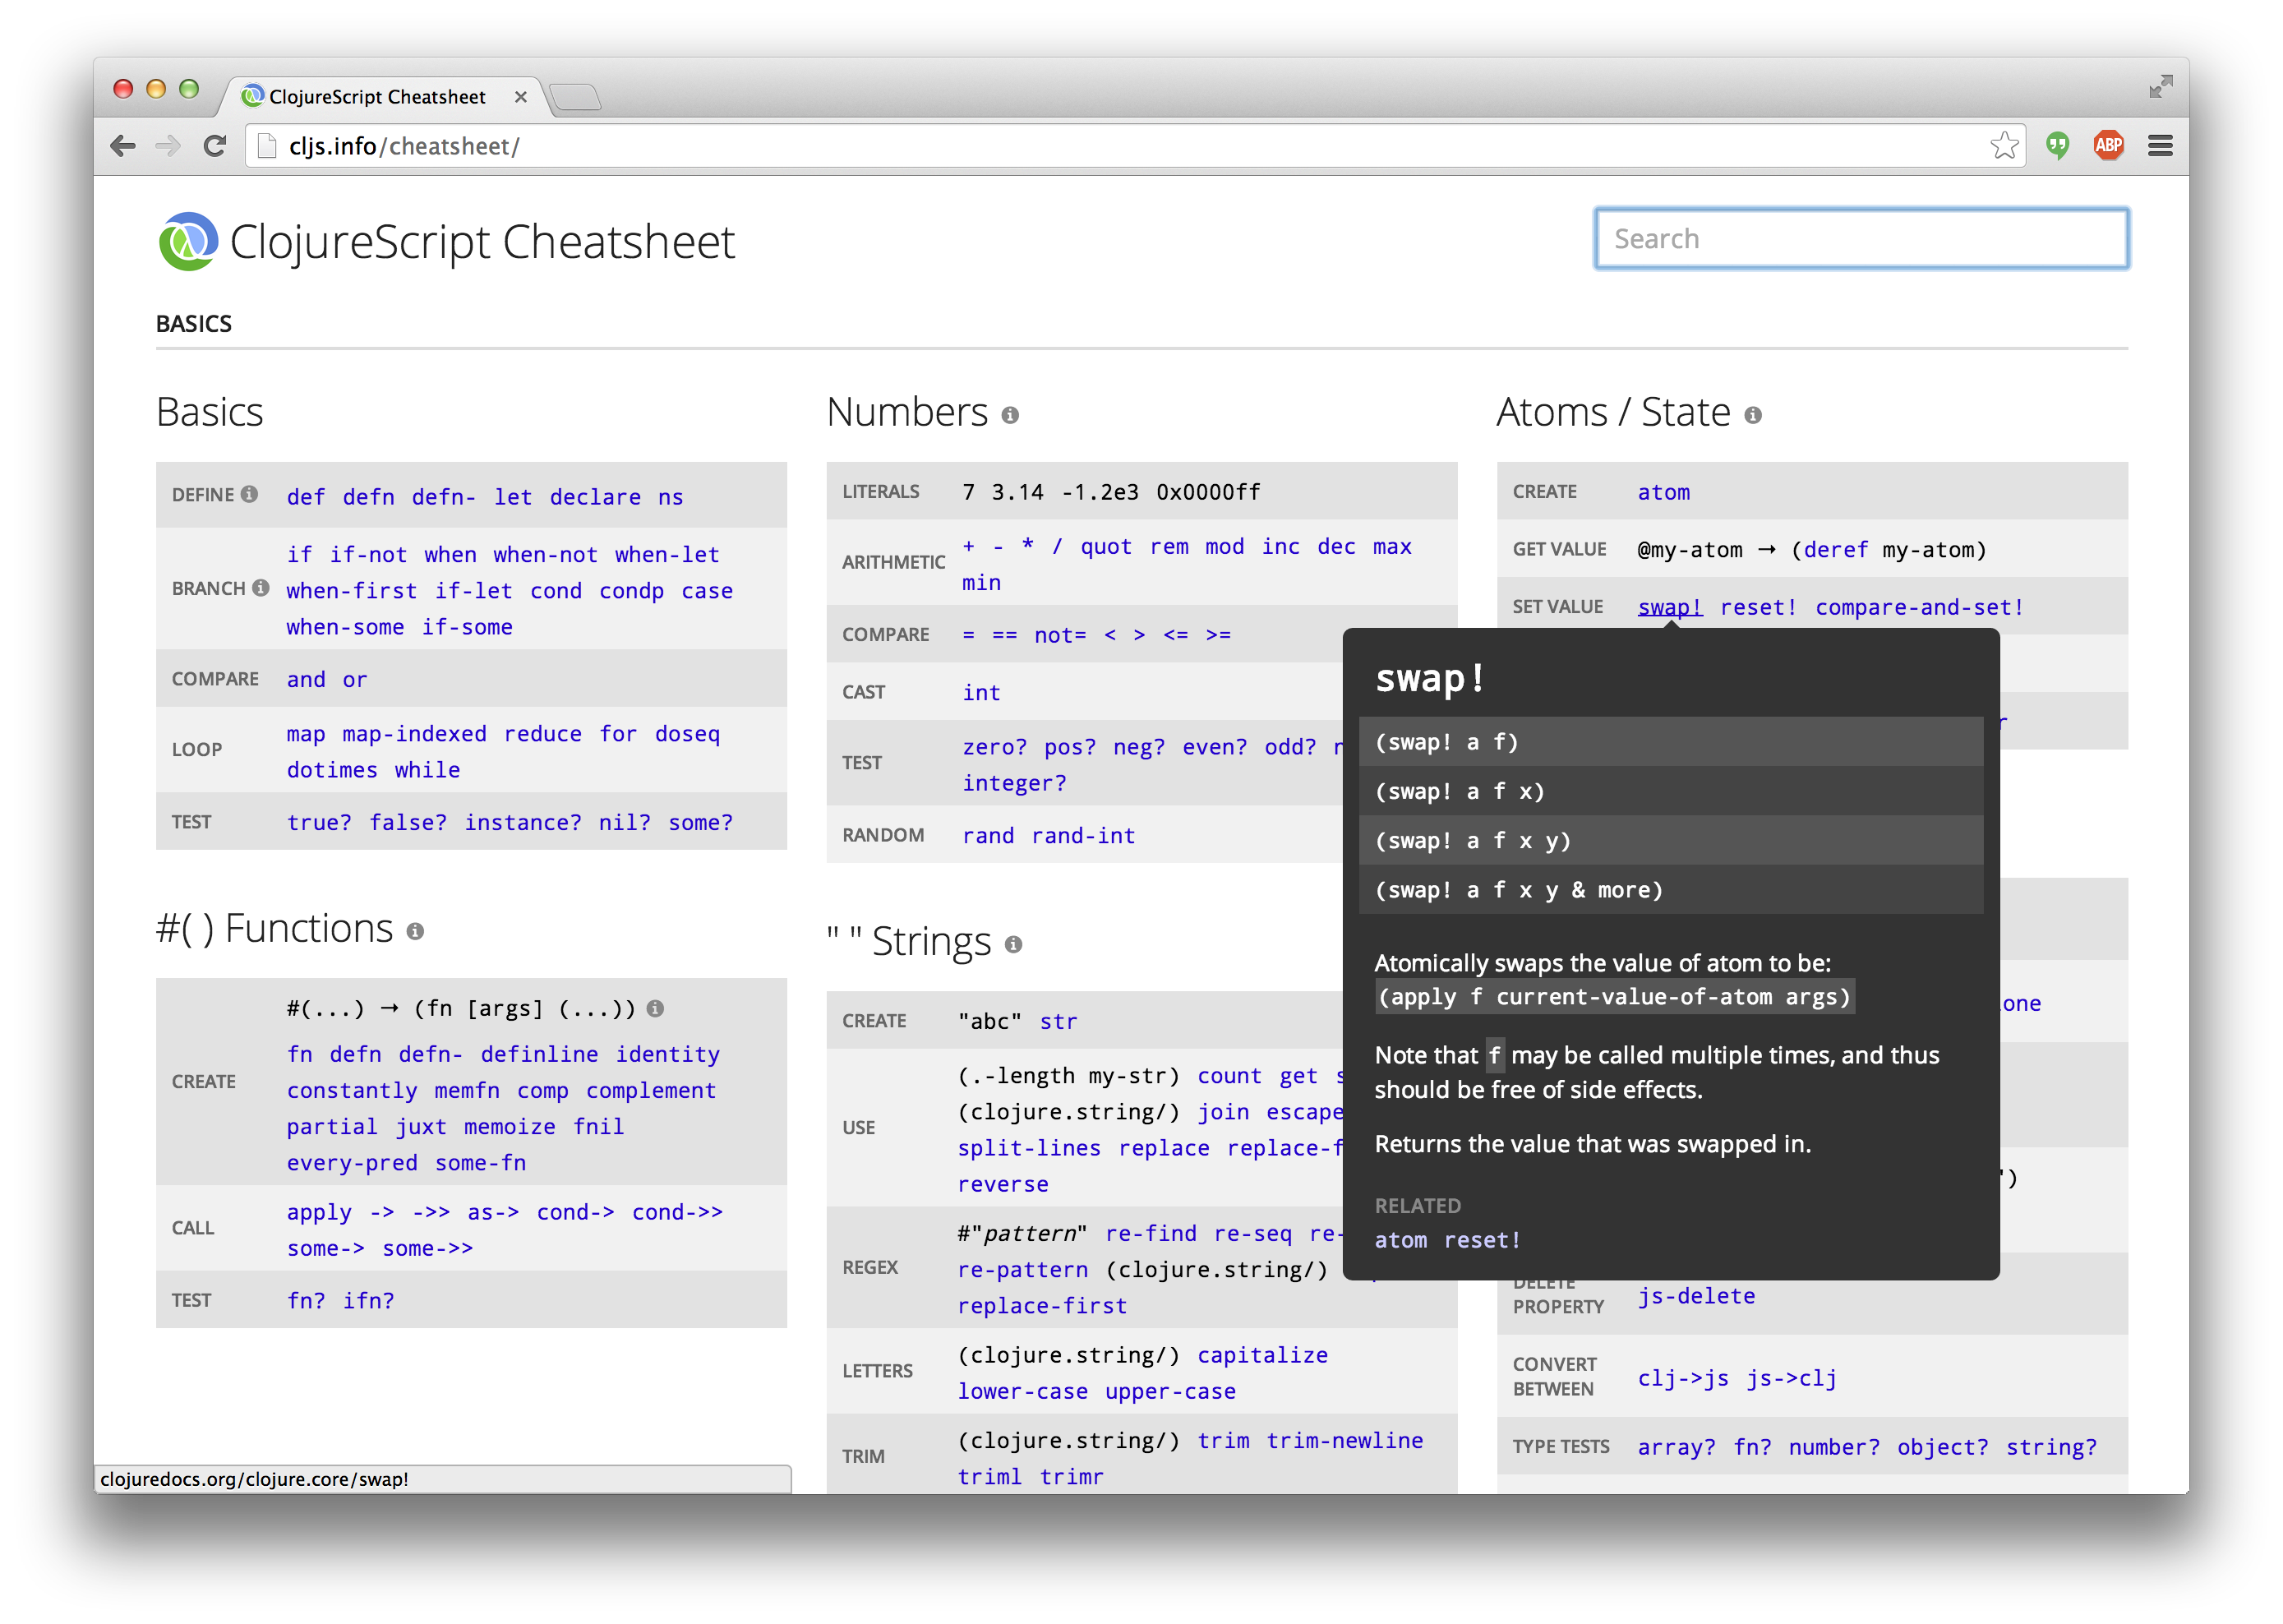 ClojureScript Cheatsheet
cljs.info/cheatsheet/
ABP
ClojureScript Cheatsheet
Search
BASICS
Basics
DEFINE def defn defn- let declare ns
BRANCH
if if-not when when-not when-let
when-first if-let cond condp case
when-some if-some
COMPARE and or
LOOP
map map-indexed reduce for doseq
dotimes while
TEST true? false? instance? nil? some?
#( ) Functions
CREATE
#(...) → (fn [args] (...))
fn defn defn- definline identity
constantly memfn comp complement
partial juxt memoize fnil
every-pred some-fn
CALL
apply -> ->> as-> cond-> cond->>
some-> some->>
TEST fn? ifn?
Numbers
LITERALS 7 3.14 -1.2e3 0x0000ff
ARITHMETIC
+ - * / quot rem mod inc dec max
min
COMPARE = == not= < > <= >=
CAST int
TEST
zero? pos? neg? even? odd?
integer?
RANDOM rand rand-int
" " Strings
CREATE "abc" str
USE
(.-length my-str) count get
(clojure.string/) join escape
split-lines replace replace-f
reverse
REGEX
#"pattern" re-find re-seq re-
re-pattern (clojure.string/)
replace-first
LETTERS
(clojure.string/) capitalize
lower-case upper-case
TRIM
(clojure.string/) trim trim-newline
triml trimr
Atoms / State
CREATE atom
GET VALUE @my-atom → (deref my-atom)
SET VALUE swap! reset! compare-and-set!
swap!
(swap! a f)
(swap! a f x)
(swap! a f x y)
(swap! a f x y & more)
Atomically swaps the value of atom to be:
(apply f current-value-of-atom args)
Note that f may be called multiple times, and thus
should be free of side effects.
Returns the value that was swapped in.
RELATED
atom reset!
one
")
DELETE
PROPERTY
js-delete
CONVERT
BETWEEN
clj->js js->clj
TYPE TESTS array? fn? number? object? string?
clojuredocs.org/clojure.core/swap!